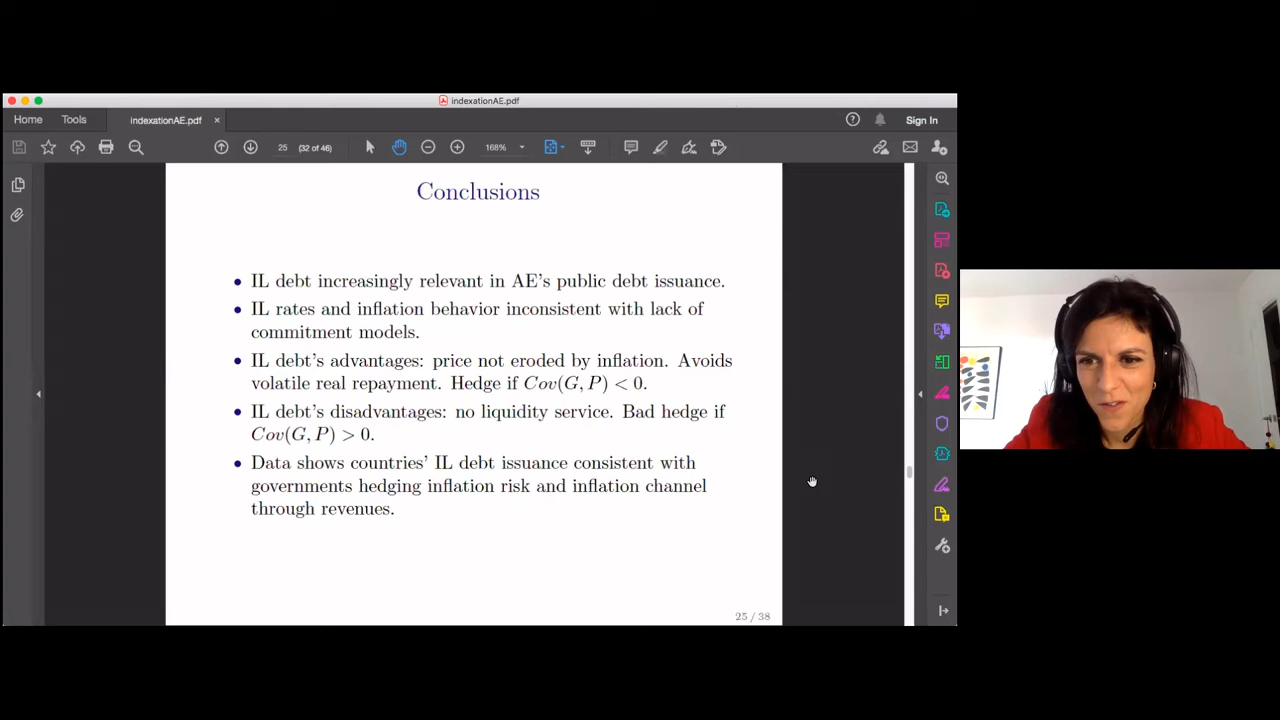 indexationAE.pdf
Home Tools indexationAE.pdf × Sign In
25 (32 of 46) 168%
Conclusions
• IL debt increasingly relevant in AE's public debt issuance.
• IL rates and inflation behavior inconsistent with lack of
commitment models.
• IL debt's advantages: price not eroded by inflation. Avoids
volatile real repayment. Hedge if Cov(G, P) < 0.
• IL debt's disadvantages: no liquidity service. Bad hedge if
Cov(G, P) > 0.
• Data shows countries' IL debt issuance consistent with
governments hedging inflation risk and inflation channel
through revenues.
25 / 38